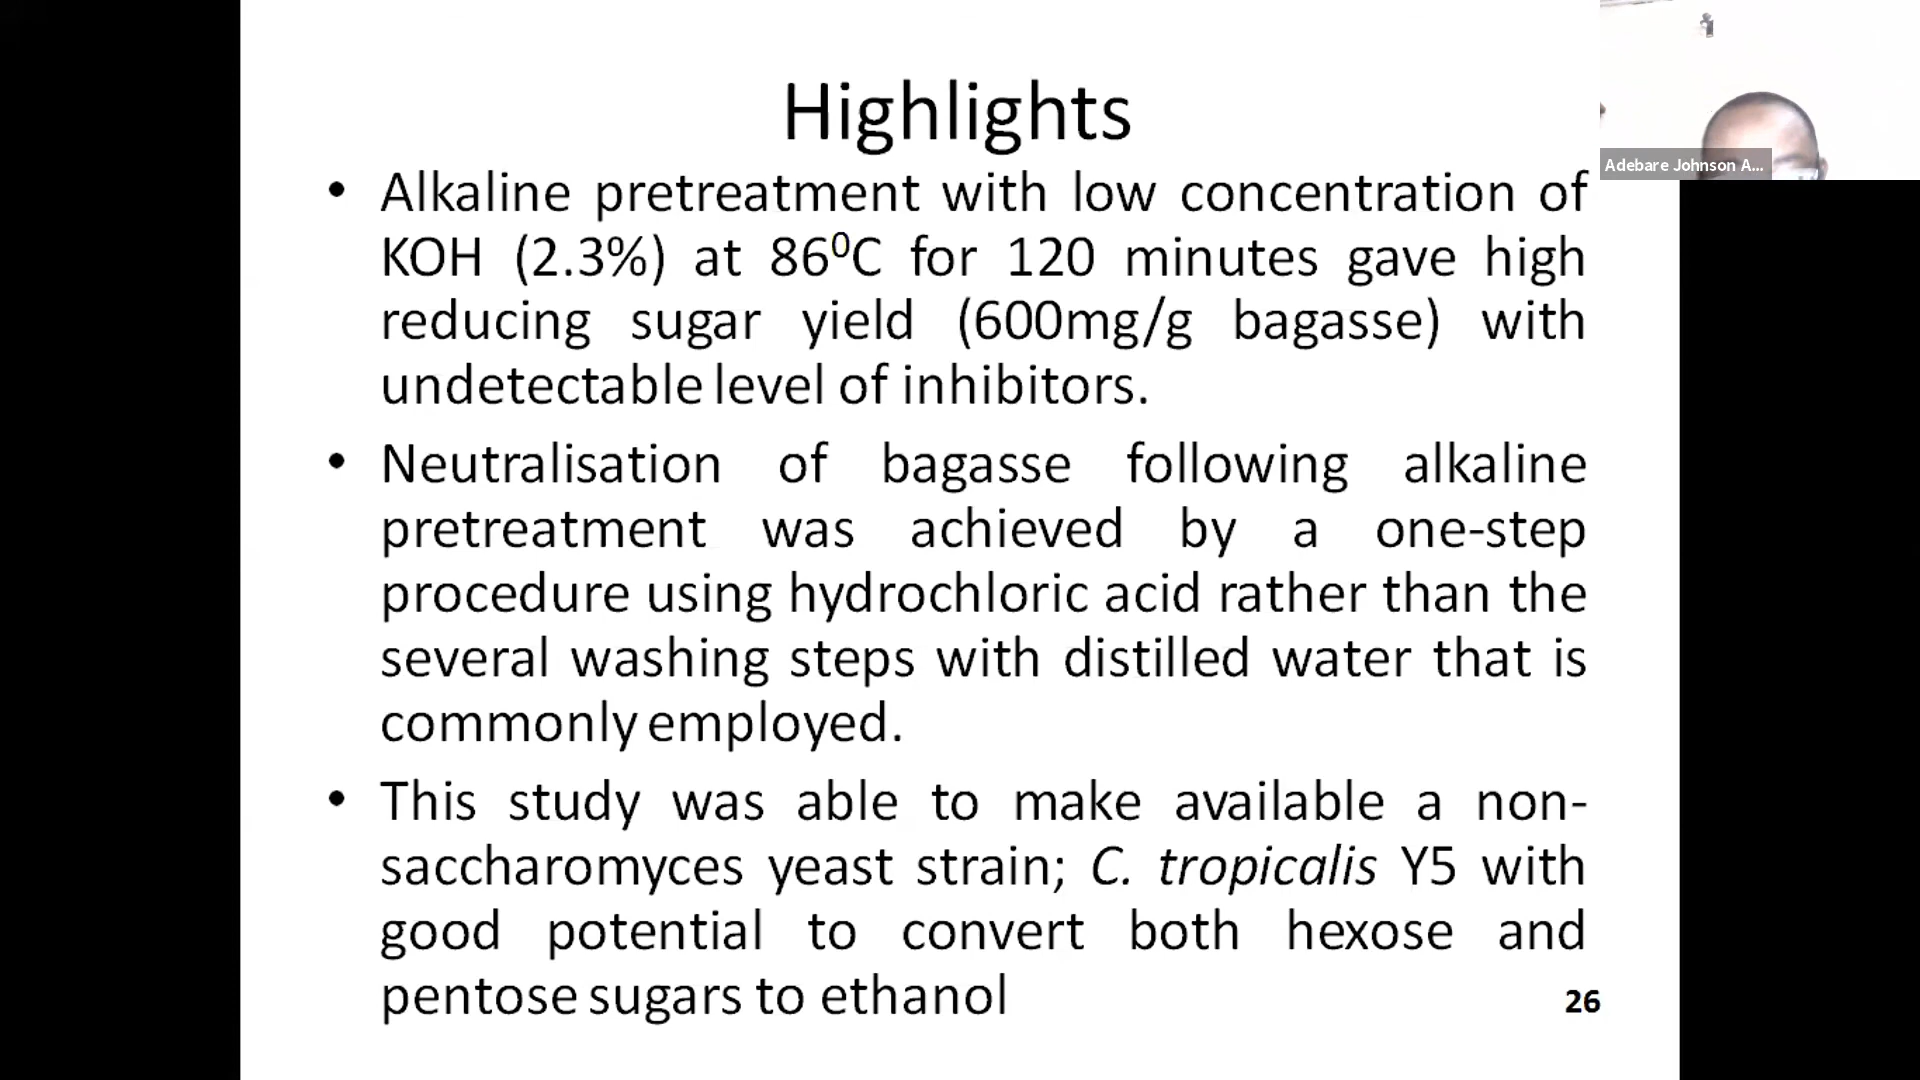 Highlights
Adebare Johnson A...
• Alkaline pretreatment with low concentration of
KOH (2.3%) at 86⁰C for 120 minutes gave high
reducing sugar yield (600mg/g bagasse) with
undetectable level of inhibitors.
• Neutralisation of bagasse following alkaline
pretreatment was achieved by a one-step
procedure using hydrochloric acid rather than the
several washing steps with distilled water that is
commonly employed.
• This study was able to make available a non-
saccharomyces yeast strain; C. tropicalis Y5 with
good potential to convert both hexose and
pentose sugars to ethanol
26